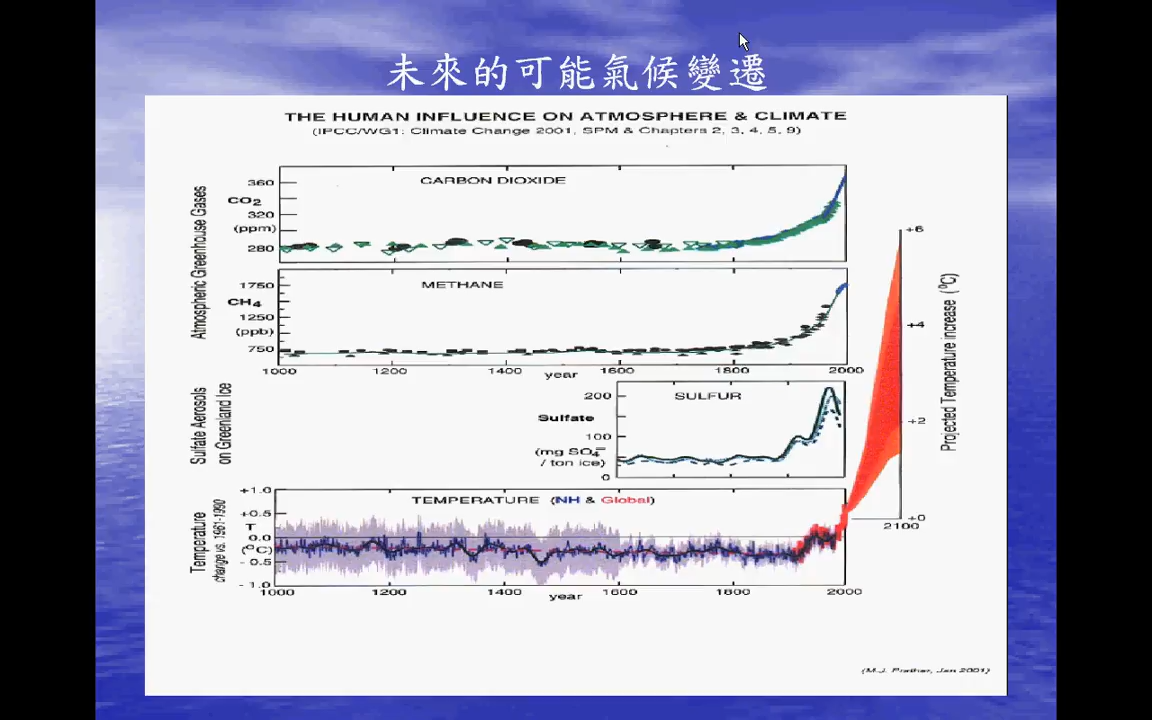 未來的可能氣候變遷
THE HUMAN INFLUENCE ON ATMOSPHERE & CLIMATE
(IPCC/WG1: Climate Change 2001, SPM & Chapters 2, 3, 4, 5, 9)
Atmospheric Greenhouse Gases
CARBON DIOXIDE
360
CO2
320
(ppm)
280
METHANE
1750
CH4
1250
(ppb)
750
1000 1200 1400 1600 1800 2000
year
Sulfate Aerosols
on Greenland Ice
SULFUR
200
Sulfate
100
(mg SO4=
/ ton ice)
0
Temperature
change vs. 1961-1990
TEMPERATURE (NH & Global)
+1.0
+0.5
T
0.0
(°C)
- 0.5
- 1.0
1000 1200 1400 1600 1800 2000
year
+6
+4
+2
+0
2100
Projected Temperature increase (°C)
(M.J. Prather, Jan 2001)